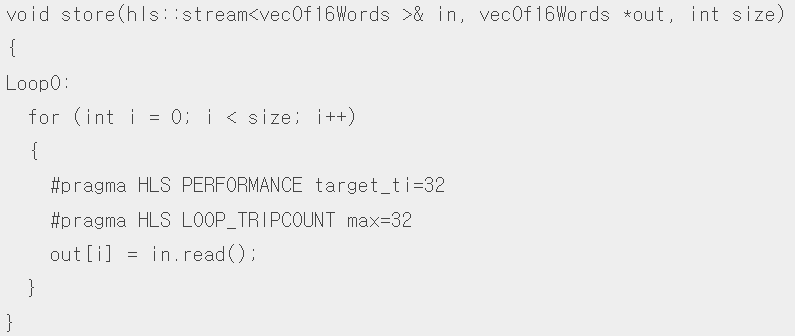 void store(hls::stream<vecOf16Words >& in, vecOf16Words *out, int size)
{
Loop0:
for (int i = 0; i < size; i++)
{
#pragma HLS PERFORMANCE target_ti=32
#pragma HLS LOOP_TRIPCOUNT max=32
out[i] = in.read();
}
}